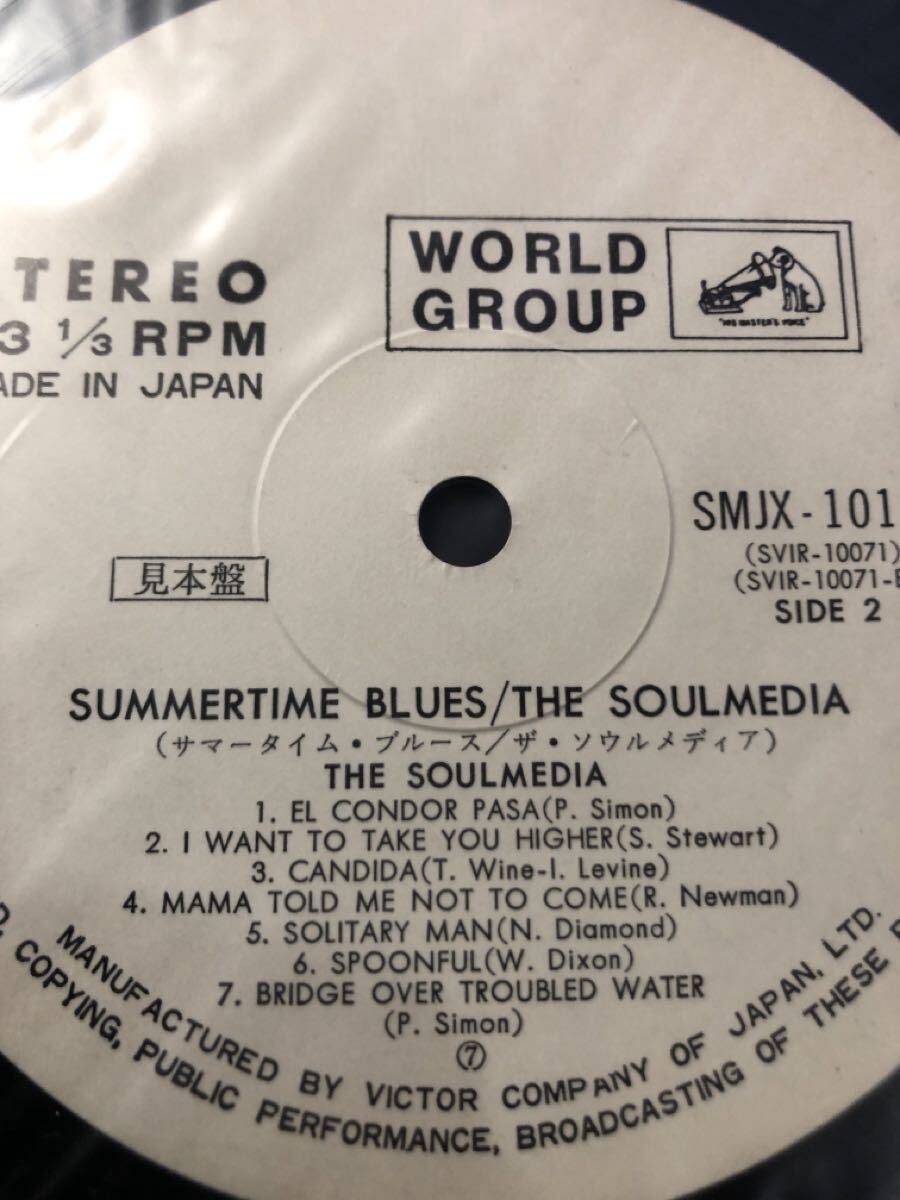 TEREO
3 1/3 RPM
ADE IN JAPAN
WORLD
GROUP
"HIS MASTER'S VOICE"
SMJX-101
(SVIR-10071)
(SVIR-10071-
SIDE 2
見本盤
SUMMERTIME BLUES/THE SOULMEDIA
(サマータイム・ブルース/ザ・ソウルメディア)
THE SOULMEDIA
1. EL CONDOR PASA(P. Simon)
2. I WANT TO TAKE YOU HIGHER(S. Stewart)
3. CANDIDA(T. Wine-I. Levine)
4. MAMA TOLD ME NOT TO COME(R. Newman)
5. SOLITARY MAN(N. Diamond)
6. SPOONFUL(W. Dixon)
7. BRIDGE OVER TROUBLED WATER
(P. Simon)
⑦
MANUFACTURED BY VICTOR COMPANY OF JAPAN, LTD.
D. COPYING, PUBLIC PERFORMANCE, BROADCASTING OF THESE